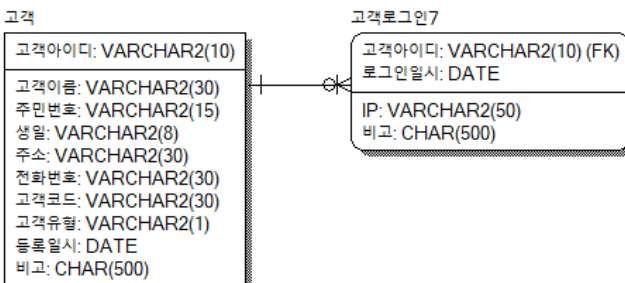 고객
고객아이디: VARCHAR2(10)
고객이름: VARCHAR2(30)
주민번호: VARCHAR2(15)
생일: VARCHAR2(8)
주소: VARCHAR2(30)
전화번호: VARCHAR2(30)
고객코드: VARCHAR2(30)
고객유형: VARCHAR2(1)
등록일시: DATE
비고: CHAR(500)
고객로그인7
고객아이디: VARCHAR2(10) (FK)
로그인일시: DATE
IP: VARCHAR2(50)
비고: CHAR(500)